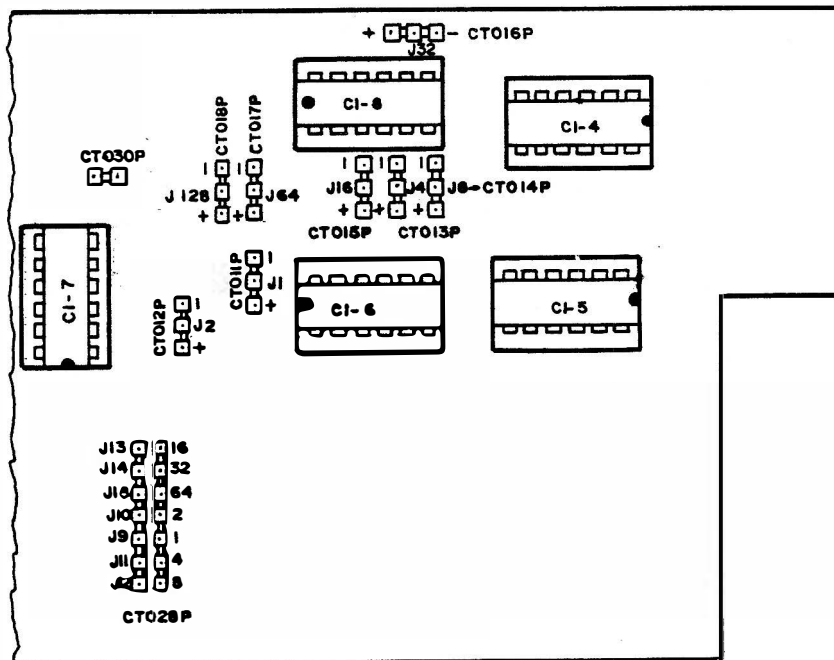 + - CT016P
J32
CT018P
CT017P
CI-8
CI-4
CT030P
1 1 1 1 1
J128 J64 J16 J4 J8-CT014P
+ + + + +
CT015P CT013P
CT011P
1
J1
+
CI-7
CI-6
CI-5
CT012P
1
J2
+
J13 16
J14 32
J16 64
J10 2
J9 1
J11 4
8
CT028P